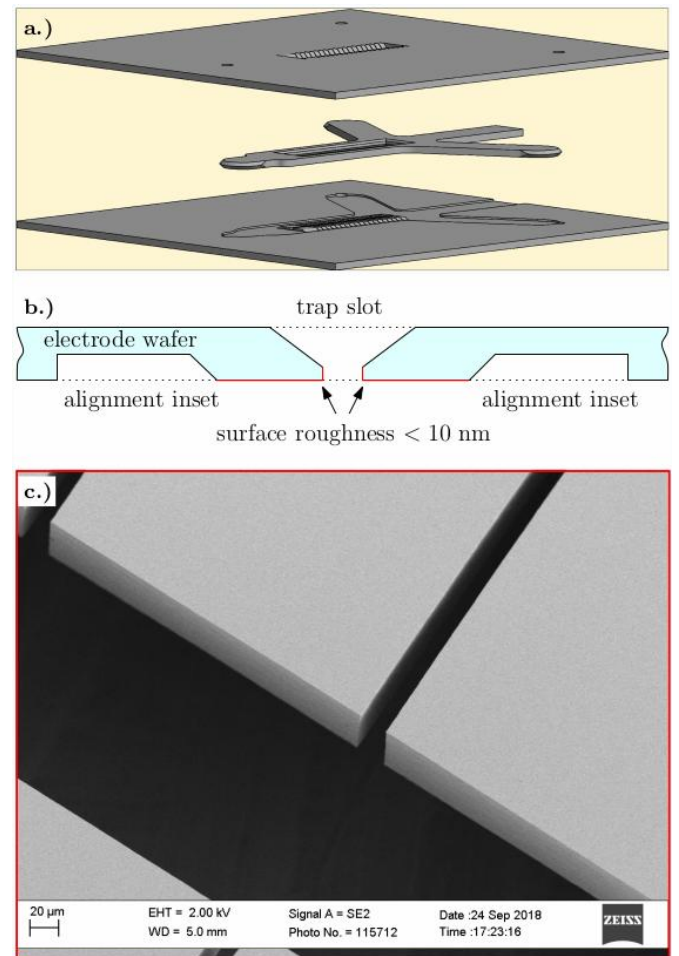 a.)
b.)
trap slot
electrode wafer
alignment inset
alignment inset
surface roughness < 10 nm
c.)
20 µm
EHT = 2.00 kV
Signal A = SE2
Date :24 Sep 2018
ZEISS
WD = 5.0 mm
Photo No. = 115712
Time :17:23:16